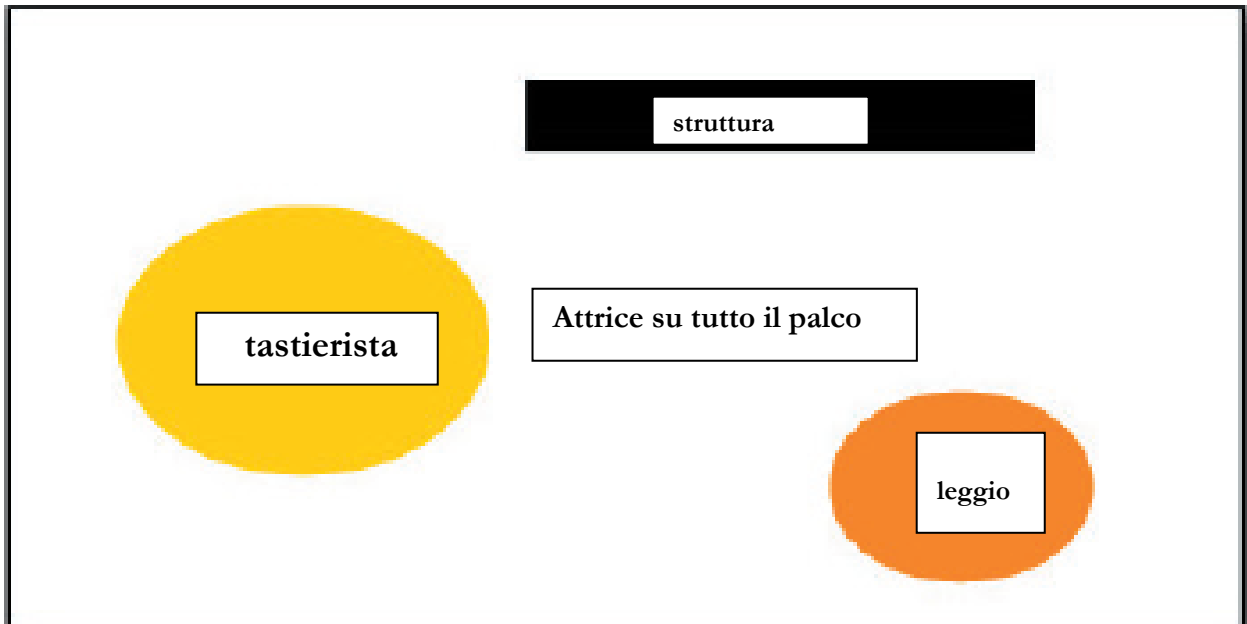 struttura
Attrice su tutto il palco
tastierista
leggio